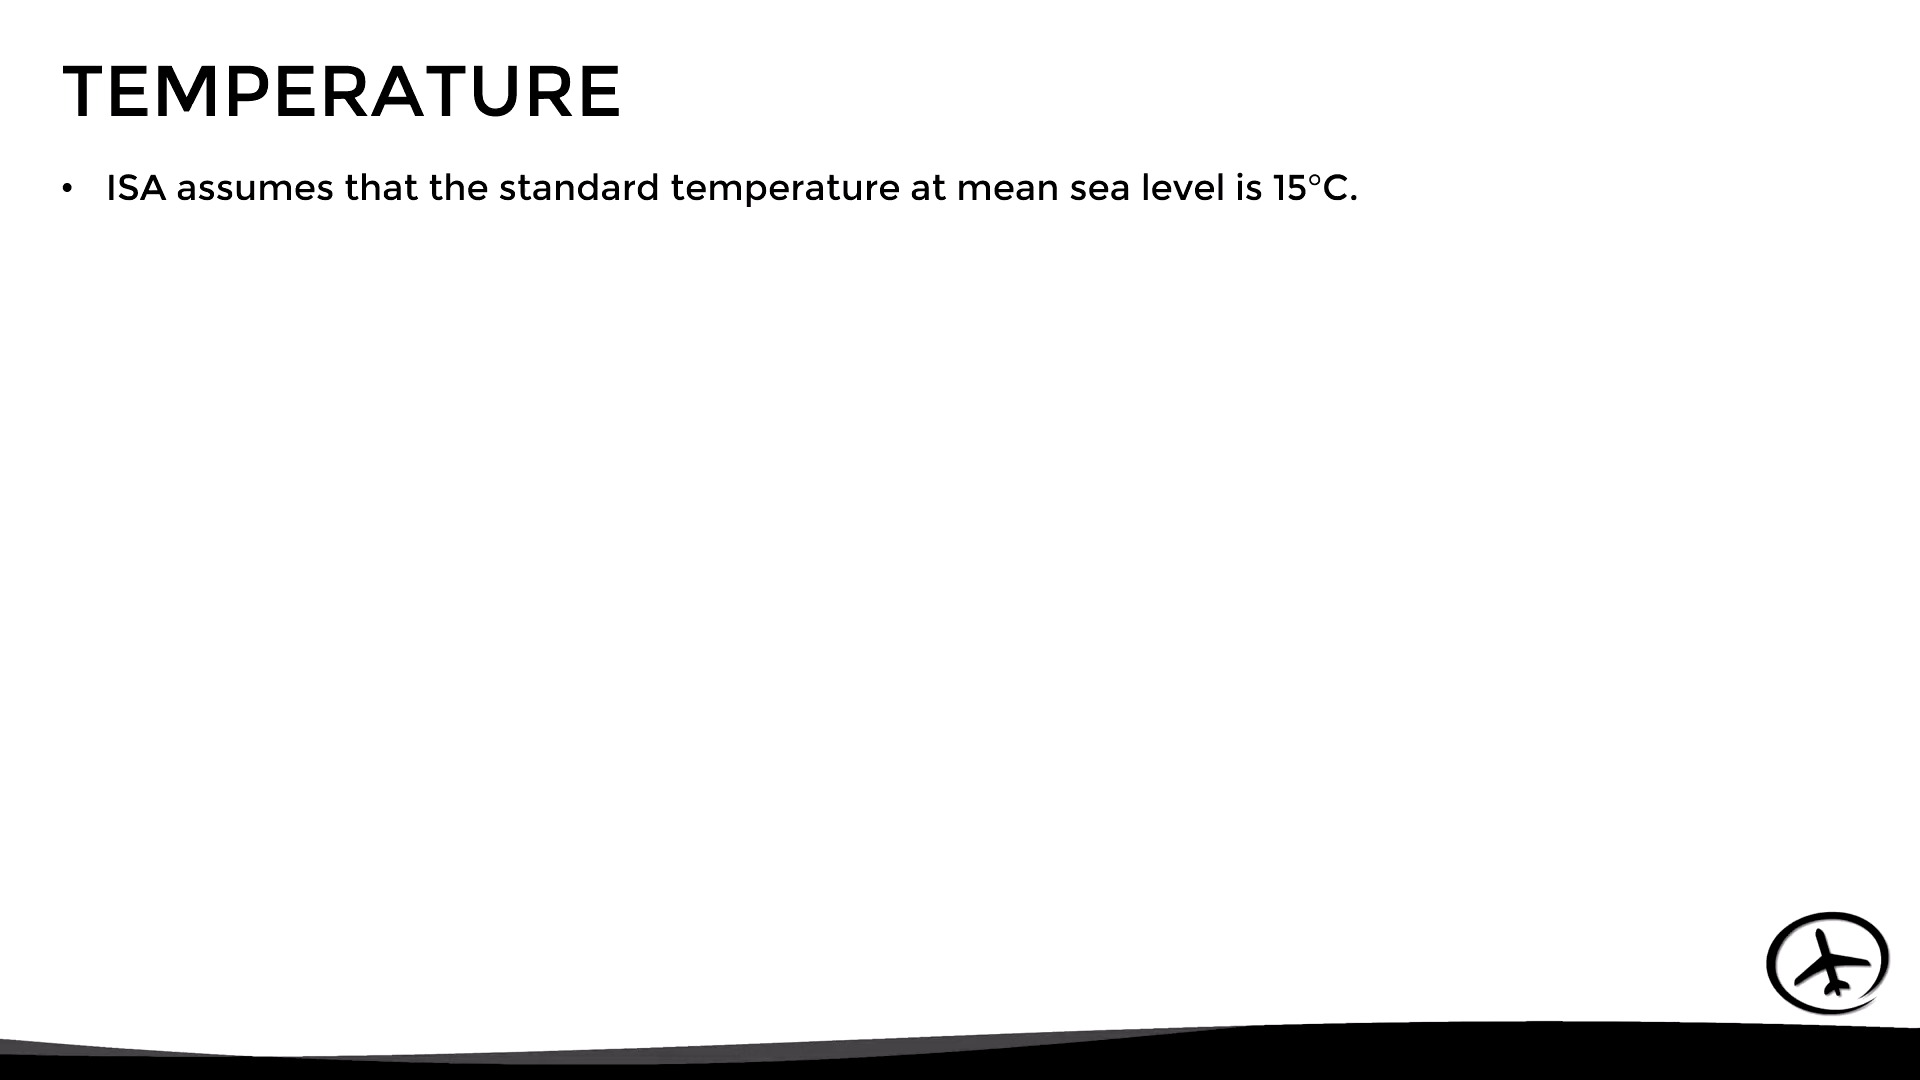 TEMPERATURE
• ISA assumes that the standard temperature at mean sea level is 15°C.